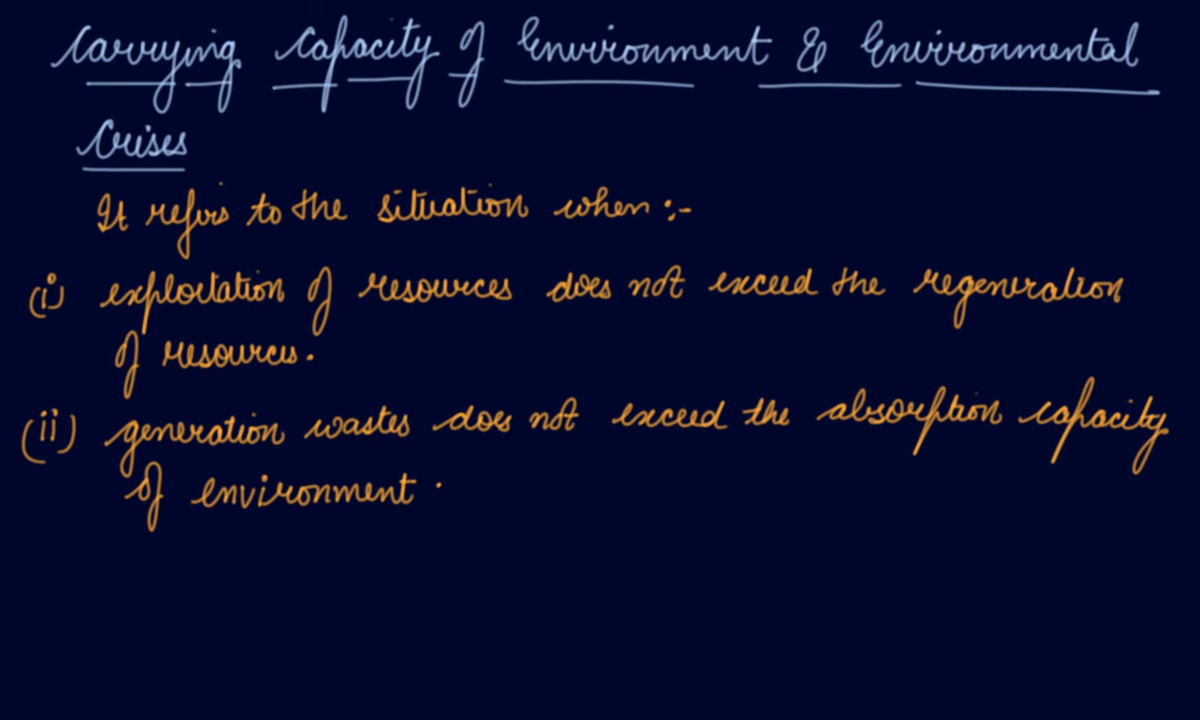 Carrying Capacity of Environment & Environmental
Crises
It refers to the situation when :-
(i) exploitation of resources does not exceed the regeneration
of resources.
(ii) generation wastes does not exceed the absorption capacity
of environment.